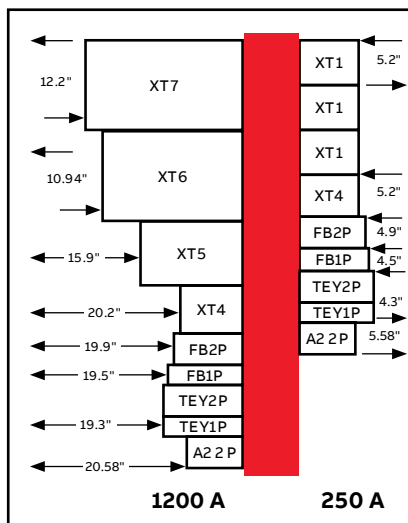 12.2"
XT7
10.94"
XT6
15.9"
XT5
20.2"
XT4
19.9"
FB2P
19.5"
FB1P
TEY2P
19.3"
TEY1P
20.58"
A2 2 P
1200 A
XT1
5.2"
XT1
XT1
XT4
5.2"
FB2P
4.9"
FB1P
4.5"
TEY2P
4.3"
TEY1P
A2 2 P
5.58"
250 A